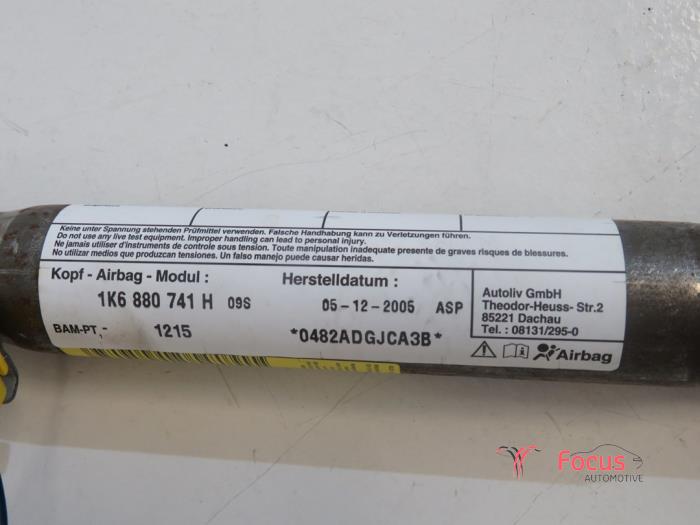 Keine unter Spannung stehenden Prüfmittel verwenden. Falsche Handhabung kann zu Verletzungen führen.
Do not use any live test equipment. Improper handling can lead to personal injury.
Ne jamais utiliser d'instruments de controle sous tension. Toute manipulation inadequate presente de graves risques de blessures.
No utilizar medios que produzcan tensiones. Un falso manejo puede causar heridas.
Kopf - Airbag - Modul :
1K6 880 741 H 09S
BAM-PT.- 1215
Herstelldatum :
05-12-2005 ASP
*0482ADGJCA3B*
Autoliv GmbH
Theodor-Heuss- Str.2
85221 Dachau
Tel. : 08131/295-0
Airbag
Focus
AUTOMOTIVE